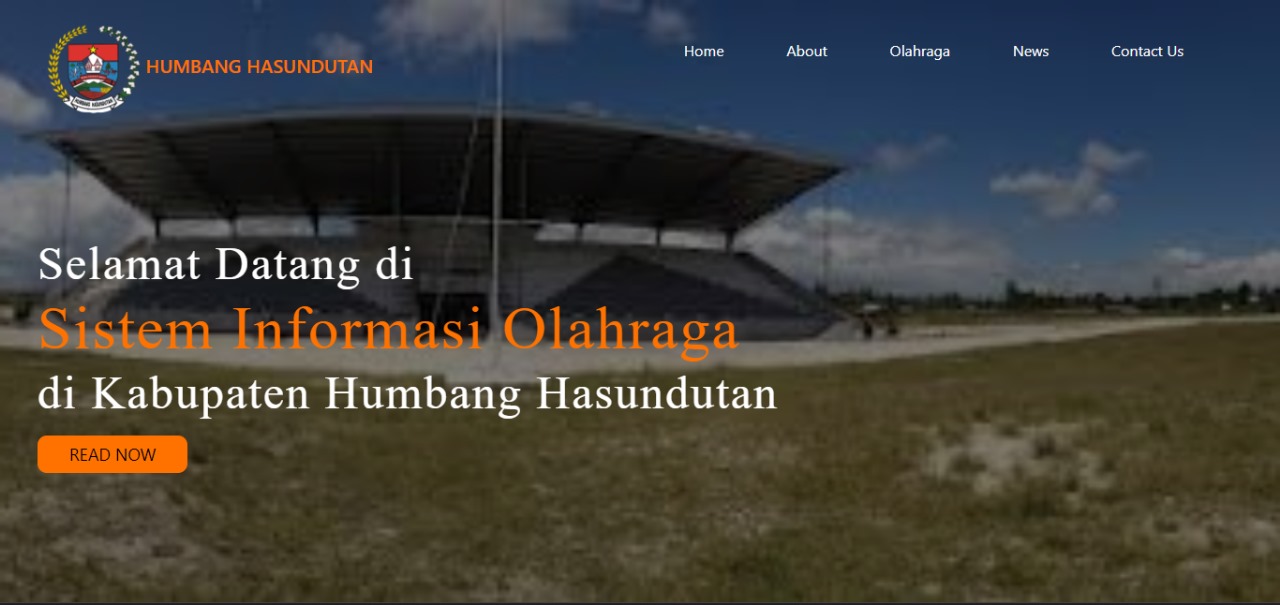 HUMBANG HASUNDUTAN
Home
About
Olahraga
News
Contact Us
Selamat Datang di
Sistem Informasi Olahraga
di Kabupaten Humbang Hasundutan
READ NOW